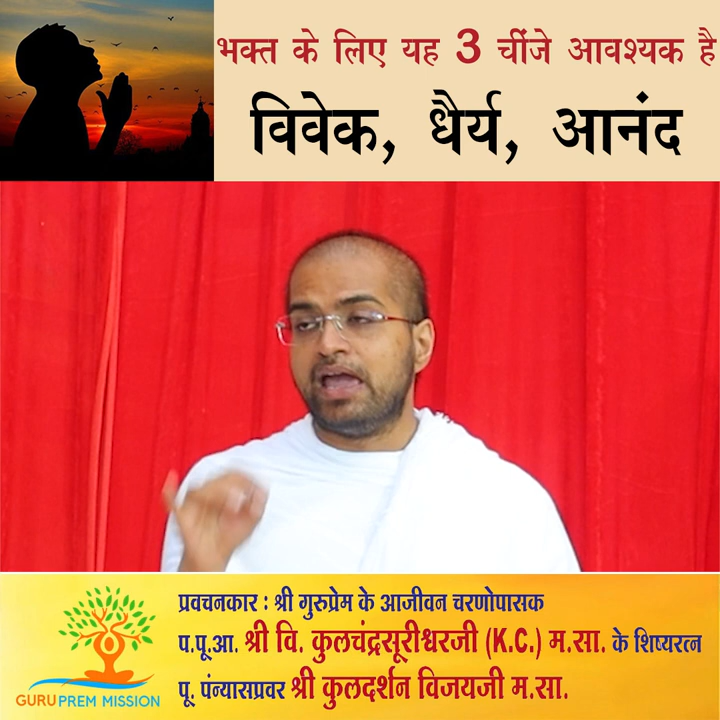 भक्त के लिए यह 3 चींजे आवश्यक है
विवेक, धैर्य, आनंद
प्रवचनकार : श्री गुरुप्रेम के आजीवन चरणोपासक
प.पू.आ. श्री वि. कुलचंद्रसूरीश्वरजी (K.C.) म.सा. के शिष्यरत्न
पू. पंन्यासप्रवर श्री कुलदर्शन विजयजी म.सा.
GURU PREM MISSION